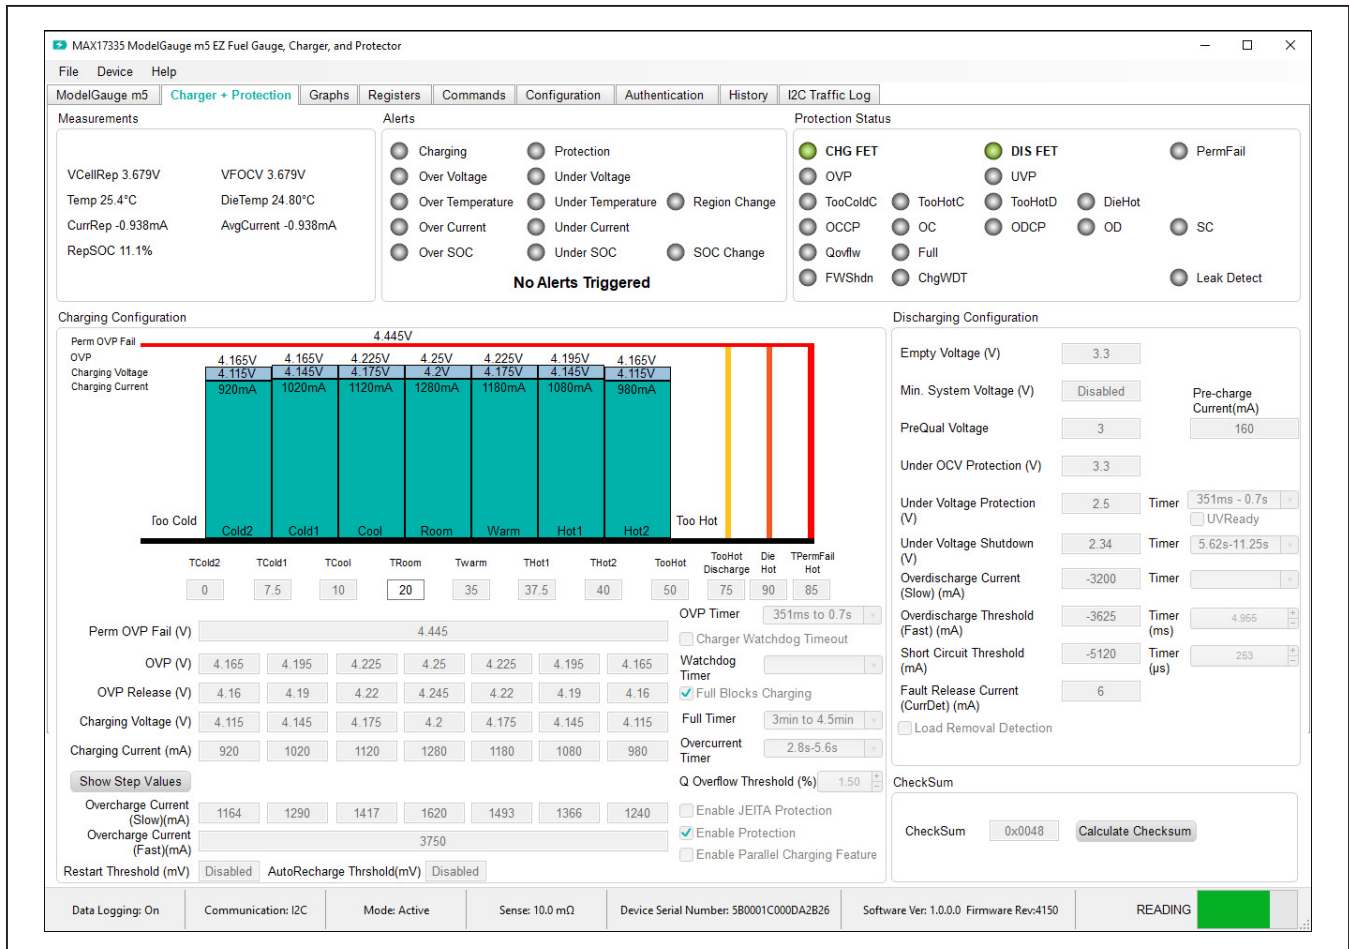 MAX17335 ModelGauge m5 EZ Fuel Gauge, Charger, and Protector
File Device Help
ModelGauge m5 Charger + Protection Graphs Registers Commands Configuration Authentication History I2C Traffic Log
Measurements
VCellRep 3.679V VFOCV 3.679V
Temp 25.4°C DieTemp 24.80°C
CurrRep -0.938mA AvgCurrent -0.938mA
RepSOC 11.1%
Alerts
Charging Protection
Over Voltage Under Voltage
Over Temperature Under Temperature Region Change
Over Current Under Current
Over SOC Under SOC SOC Change
No Alerts Triggered
Protection Status
CHG FET DIS FET PermFail
OVP UVP
TooColdC TooHotC TooHotD DieHot
OCCP OC ODCP OD SC
Qovflw Full
FWShdn ChgWDT Leak Detect
Charging Configuration
Perm OVP Fail 4.445V
OVP 4.165V 4.165V 4.225V 4.25V 4.225V 4.195V 4.165V
Charging Voltage 4.115V 4.145V 4.175V 4.2V 4.175V 4.145V 4.115V
Charging Current 920mA 1020mA 1120mA 1280mA 1180mA 1080mA 980mA
Too Cold Cold2 Cold1 Cool Room Warm Hot1 Hot2 Too Hot
TCold2 TCold1 TCool TRoom Twarm THot1 THot2 TooHot TooHot Discharge Die Hot TPermFail Hot
0 7.5 10 20 35 37.5 40 50 75 90 85
OVP Timer 351ms to 0.7s
Perm OVP Fail (V) 4.445
Charger Watchdog Timeout
OVP (V) 4.165 4.195 4.225 4.25 4.225 4.195 4.165
Watchdog Timer
OVP Release (V) 4.16 4.19 4.22 4.245 4.22 4.19 4.16
Full Blocks Charging
Charging Voltage (V) 4.115 4.145 4.175 4.2 4.175 4.145 4.115
Full Timer 3min to 4.5min
Charging Current (mA) 920 1020 1120 1280 1180 1080 980
Overcurrent Timer 2.8s-5.6s
Show Step Values
Q Overflow Threshold (%) 1.50
Overcharge Current (Slow)(mA) 1164 1290 1417 1620 1493 1366 1240
Enable JEITA Protection
Overcharge Current (Fast)(mA) 3750
Enable Protection
Enable Parallel Charging Feature
Restart Threshold (mV) Disabled AutoRecharge Thrshold(mV) Disabled
Discharging Configuration
Empty Voltage (V) 3.3
Min. System Voltage (V) Disabled
Pre-charge
Current(mA)
PreQual Voltage 3 160
Under OCV Protection (V) 3.3
Under Voltage Protection (V) 2.5 Timer 351ms - 0.7s
UVReady
Under Voltage Shutdown (V) 2.34 Timer 5.62s-11.25s
Overdischarge Current (Slow) (mA) -3200 Timer
Overdischarge Threshold (Fast) (mA) -3625 Timer (ms) 4.955
Short Circuit Threshold (mA) -5120 Timer (µs) 253
Fault Release Current (CurrDet) (mA) 6
Load Removal Detection
CheckSum
CheckSum 0x0048 Calculate Checksum
Data Logging: On Communication: I2C Mode: Active Sense: 10.0 mΩ Device Serial Number: 5B0001C000DA2B26 Software Ver: 1.0.0.0 Firmware Rev:4150 READING